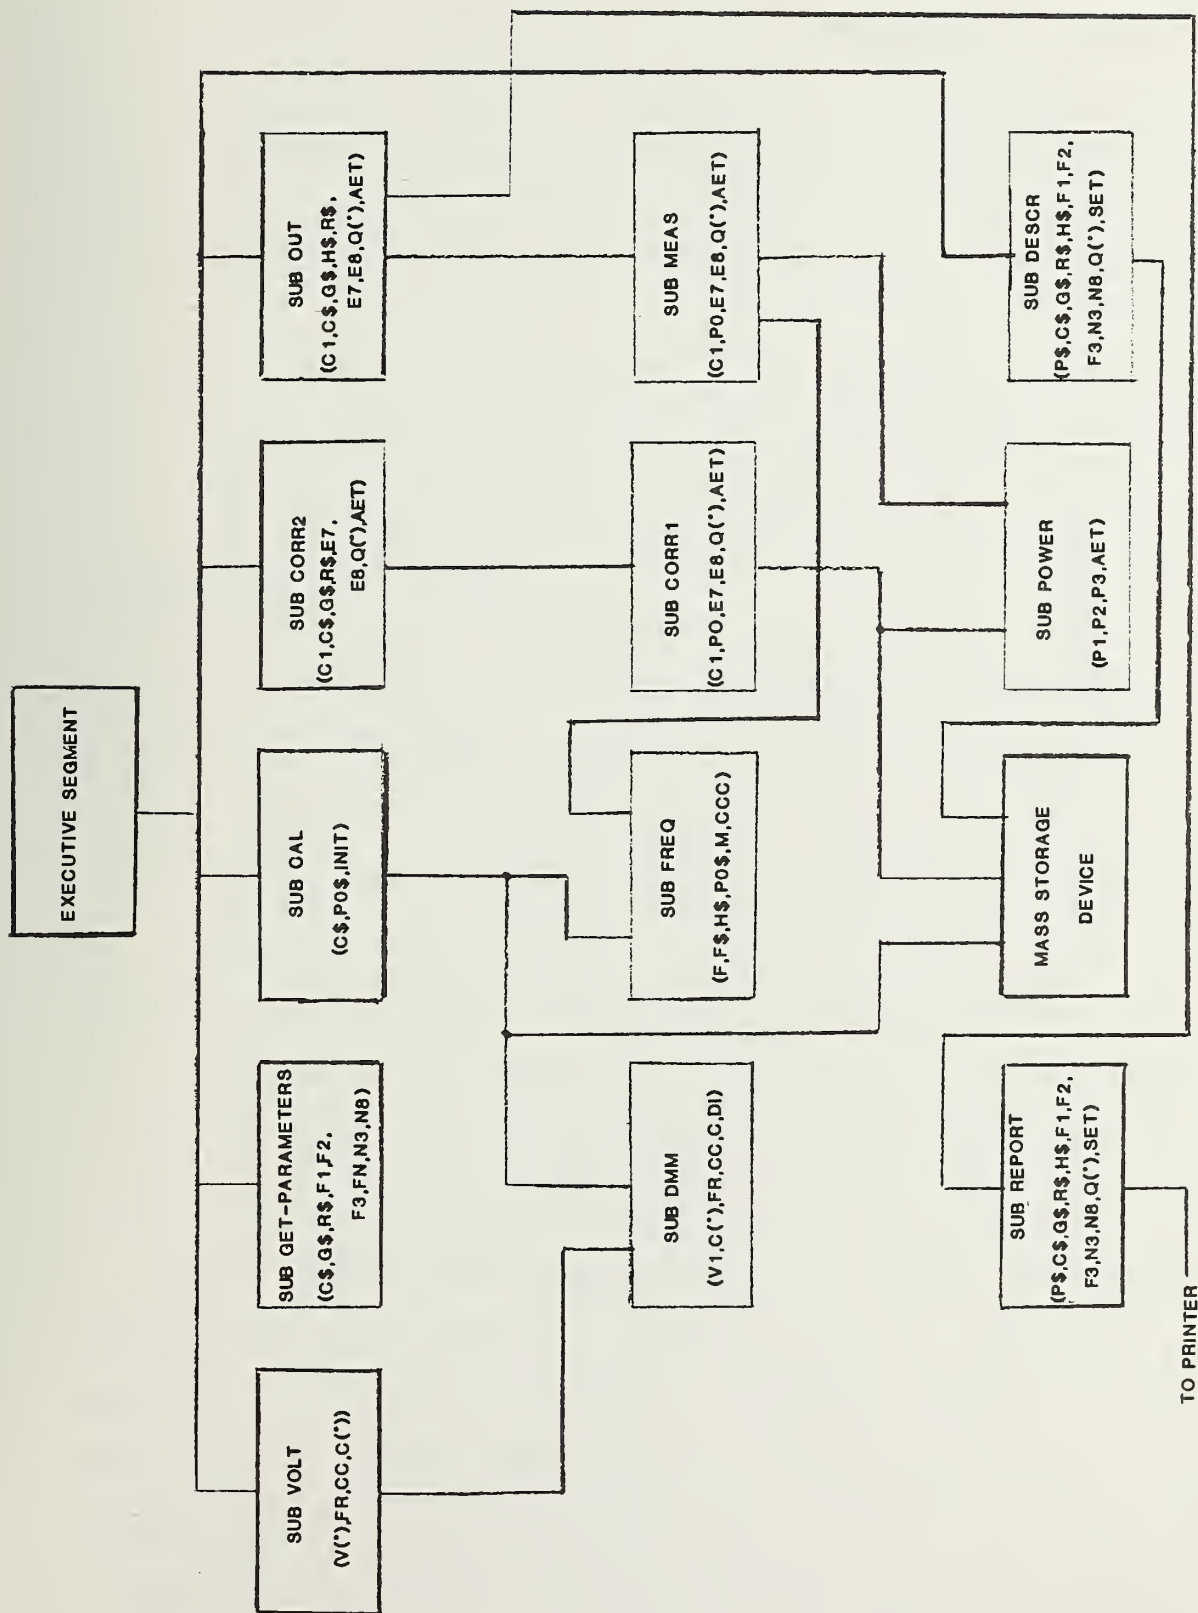 EXECUTIVE SEGMENT
SUB VOLT
(V(*),FR,CC,C(*))
SUB GET-PARAMETERS
(C$,G$,R$,F1,F2,
F3,FN,N3,N8)
SUB CAL
(C$,P0$,INIT)
SUB CORR2
(C1,C$,G$,R$,E7,
E8,Q(*),AET)
SUB OUT
(C1,C$,G$,H$,R$,
E7,E8,Q(*),AET)
SUB DMM
(V1,C(*),FR,CC,C,DI)
SUB FREQ
(F,F$,H$,P0$,M,CCC)
SUB CORR1
(C1,PO,E7,E8,Q(*),AET)
SUB MEAS
(C1,P0,E7,E8,Q(*),AET)
SUB REPORT
(P$,C$,G$,R$,H$,F1,F2,
F3,N3,N8,Q(*),SET)
MASS STORAGE
DEVICE
SUB POWER
(P1,P2,P3,AET)
SUB DESCR
(P$,C$,G$,R$,H$,F1,F2,
F3,N3,N8,Q(*),SET)
TO PRINTER